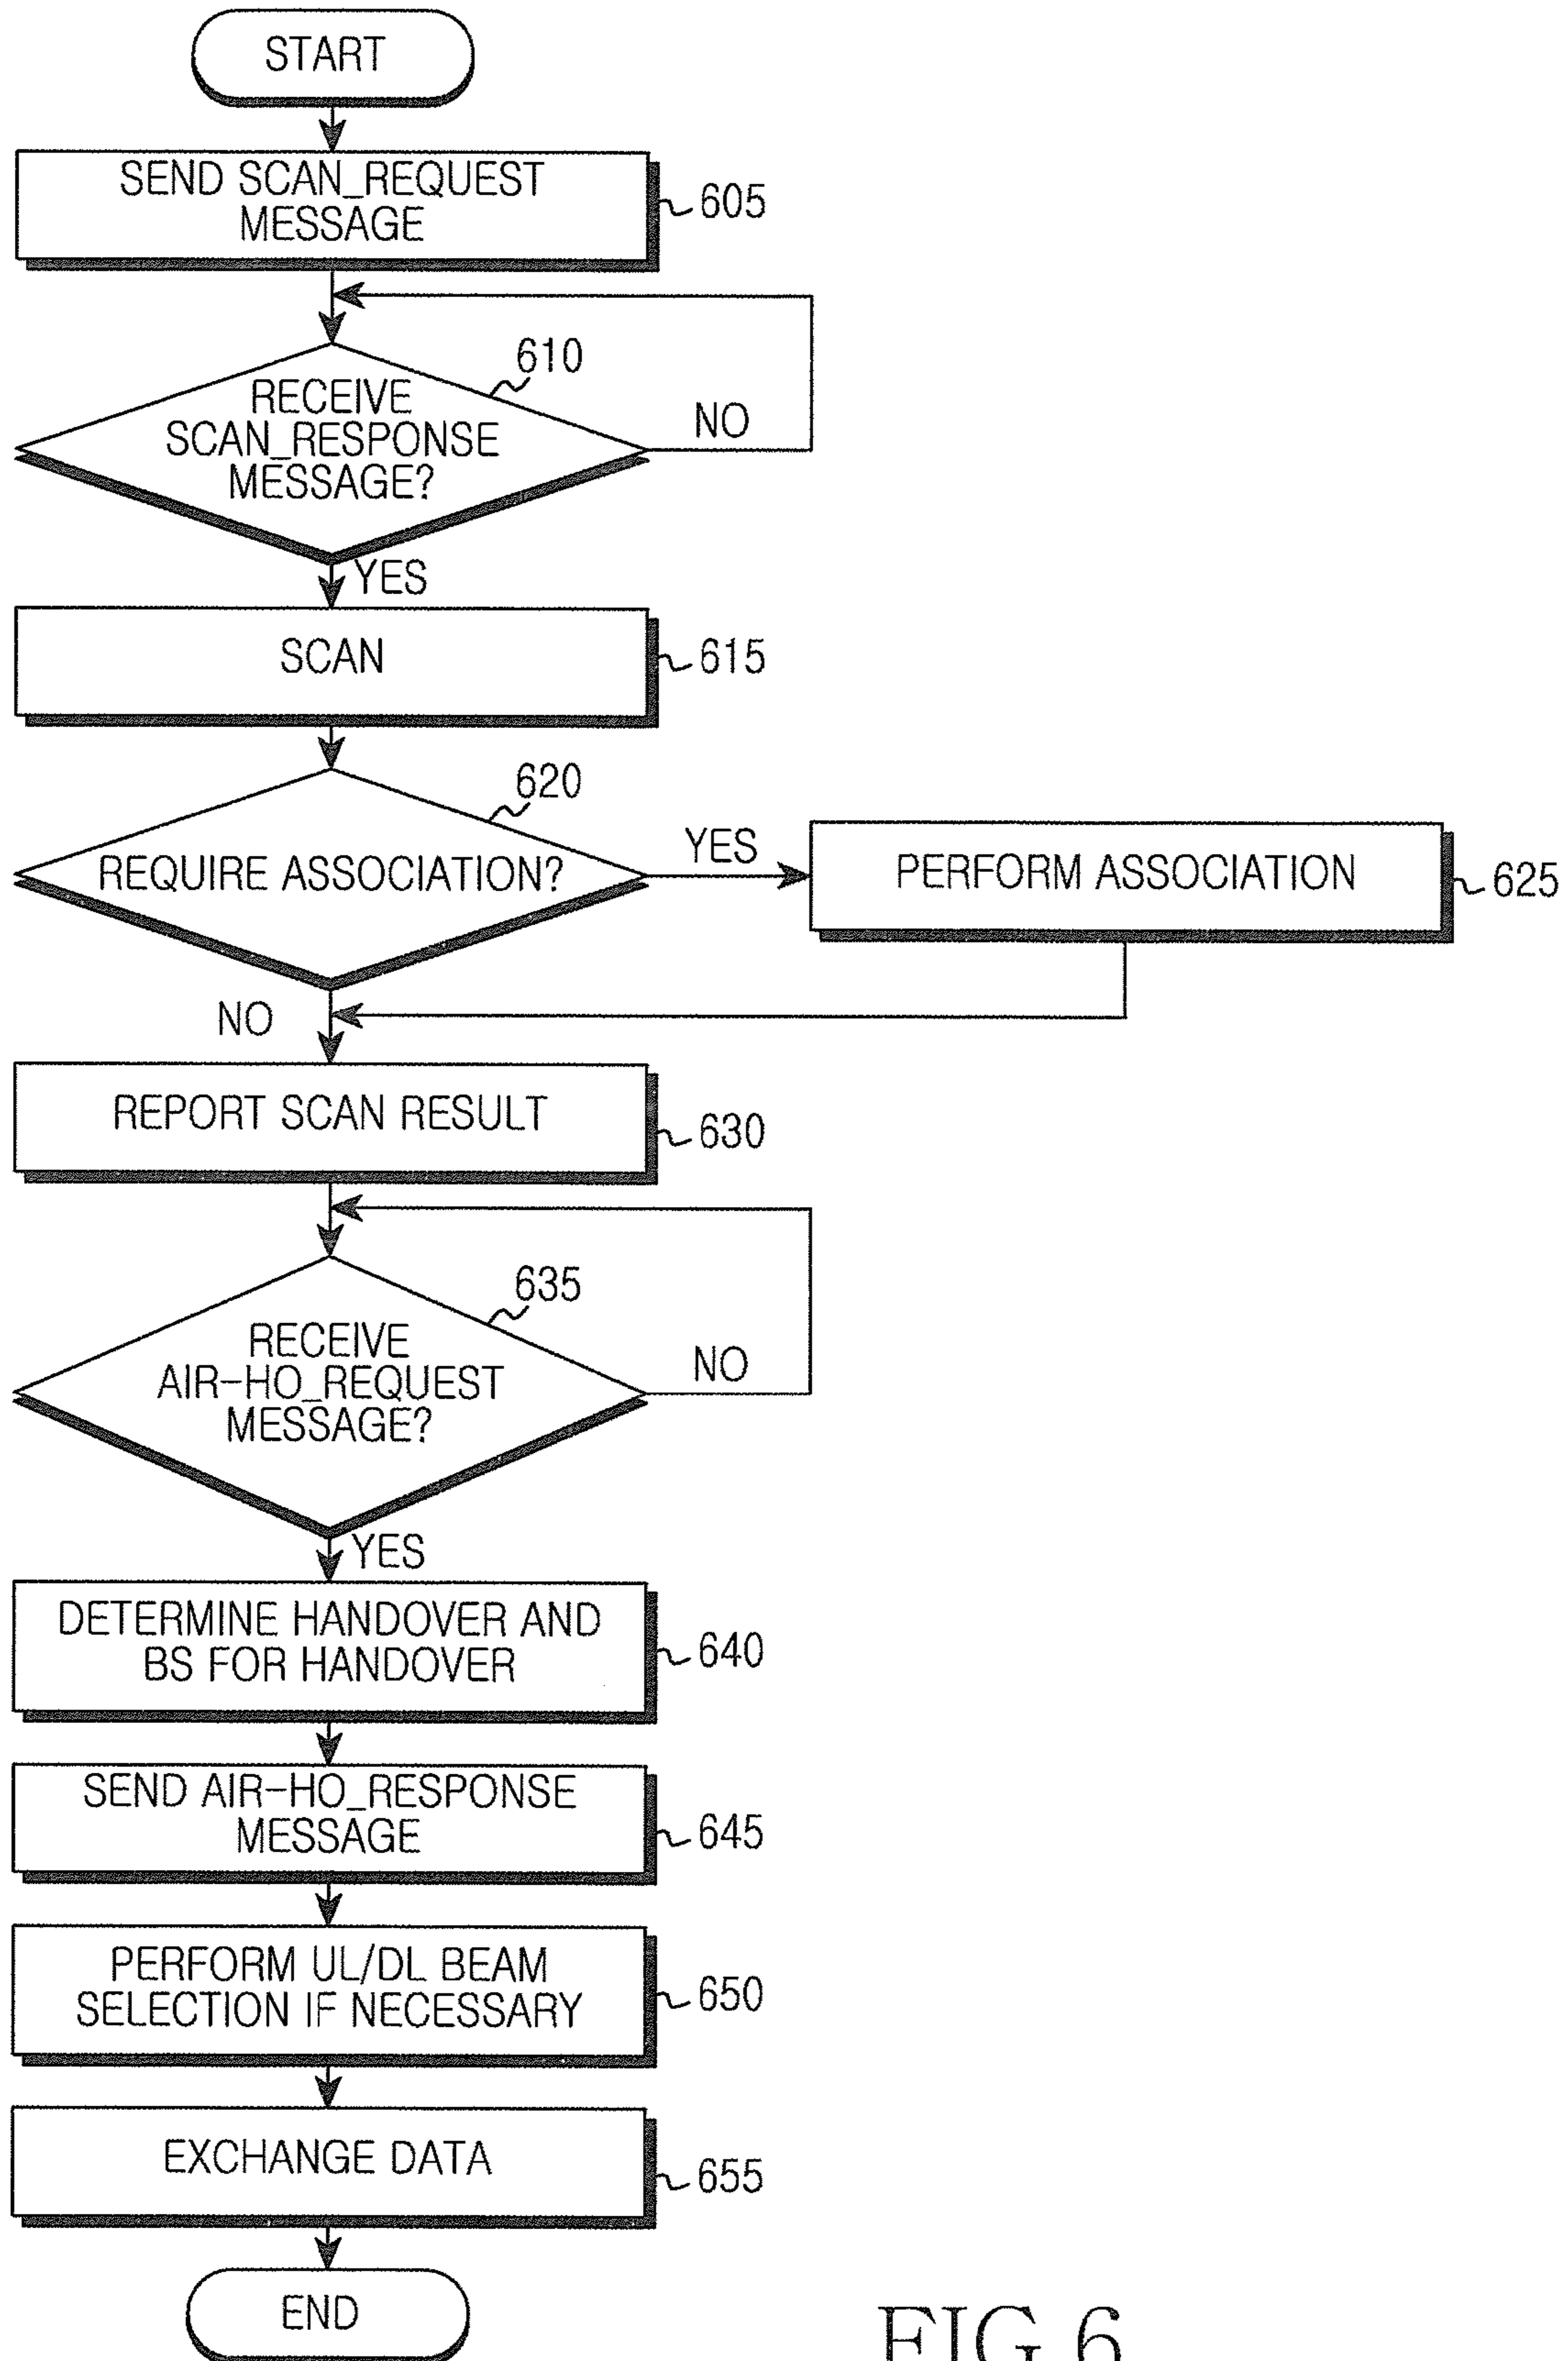 START
SEND SCAN_REQUEST
MESSAGE
605
610
RECEIVE
SCAN_RESPONSE
MESSAGE?
NO
YES
SCAN
615
620
REQUIRE ASSOCIATION?
YES
PERFORM ASSOCIATION
625
NO
REPORT SCAN RESULT
630
635
RECEIVE
AIR-HO_REQUEST
MESSAGE?
NO
YES
DETERMINE HANDOVER AND
BS FOR HANDOVER
640
SEND AIR-HO_RESPONSE
MESSAGE
645
PERFORM UL/DL BEAM
SELECTION IF NECESSARY
650
EXCHANGE DATA
655
END
FIG.6